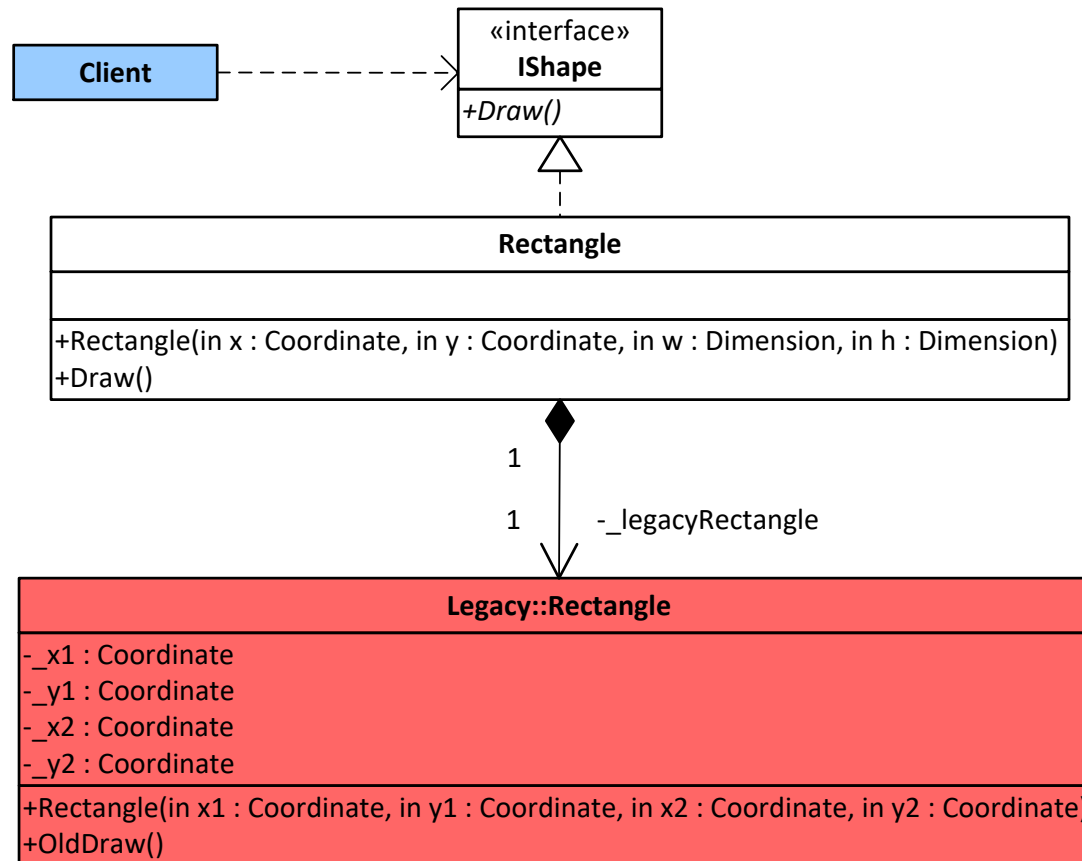 Client
«interface»
IShape
+Draw()
Rectangle
+Rectangle(in x : Coordinate, in y : Coordinate, in w : Dimension, in h : Dimension)
+Draw()
1
1
-_legacyRectangle
Legacy::Rectangle
-_x1 : Coordinate
-_y1 : Coordinate
-_x2 : Coordinate
-_y2 : Coordinate
+Rectangle(in x1 : Coordinate, in y1 : Coordinate, in x2 : Coordinate, in y2 : Coordinate)
+OldDraw()